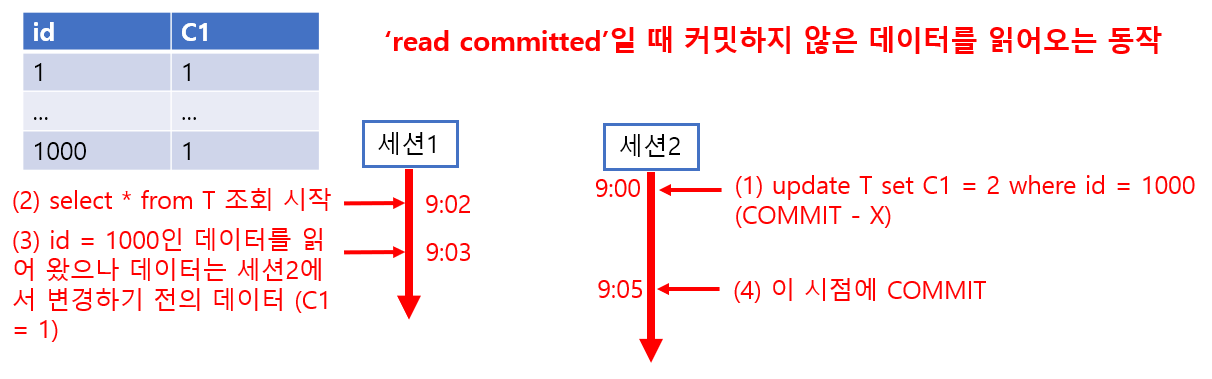 id C1
1 1
... ...
1000 1
‘read committed’일 때 커밋하지 않은 데이터를 읽어오는 동작
세션1
세션2
(2) select * from T 조회 시작
9:02
(3) id = 1000인 데이터를 읽
어 왔으나 데이터는 세션2에
서 변경하기 전의 데이터 (C1
= 1)
9:03
9:00
(1) update T set C1 = 2 where id = 1000
(COMMIT - X)
9:05
(4) 이 시점에 COMMIT